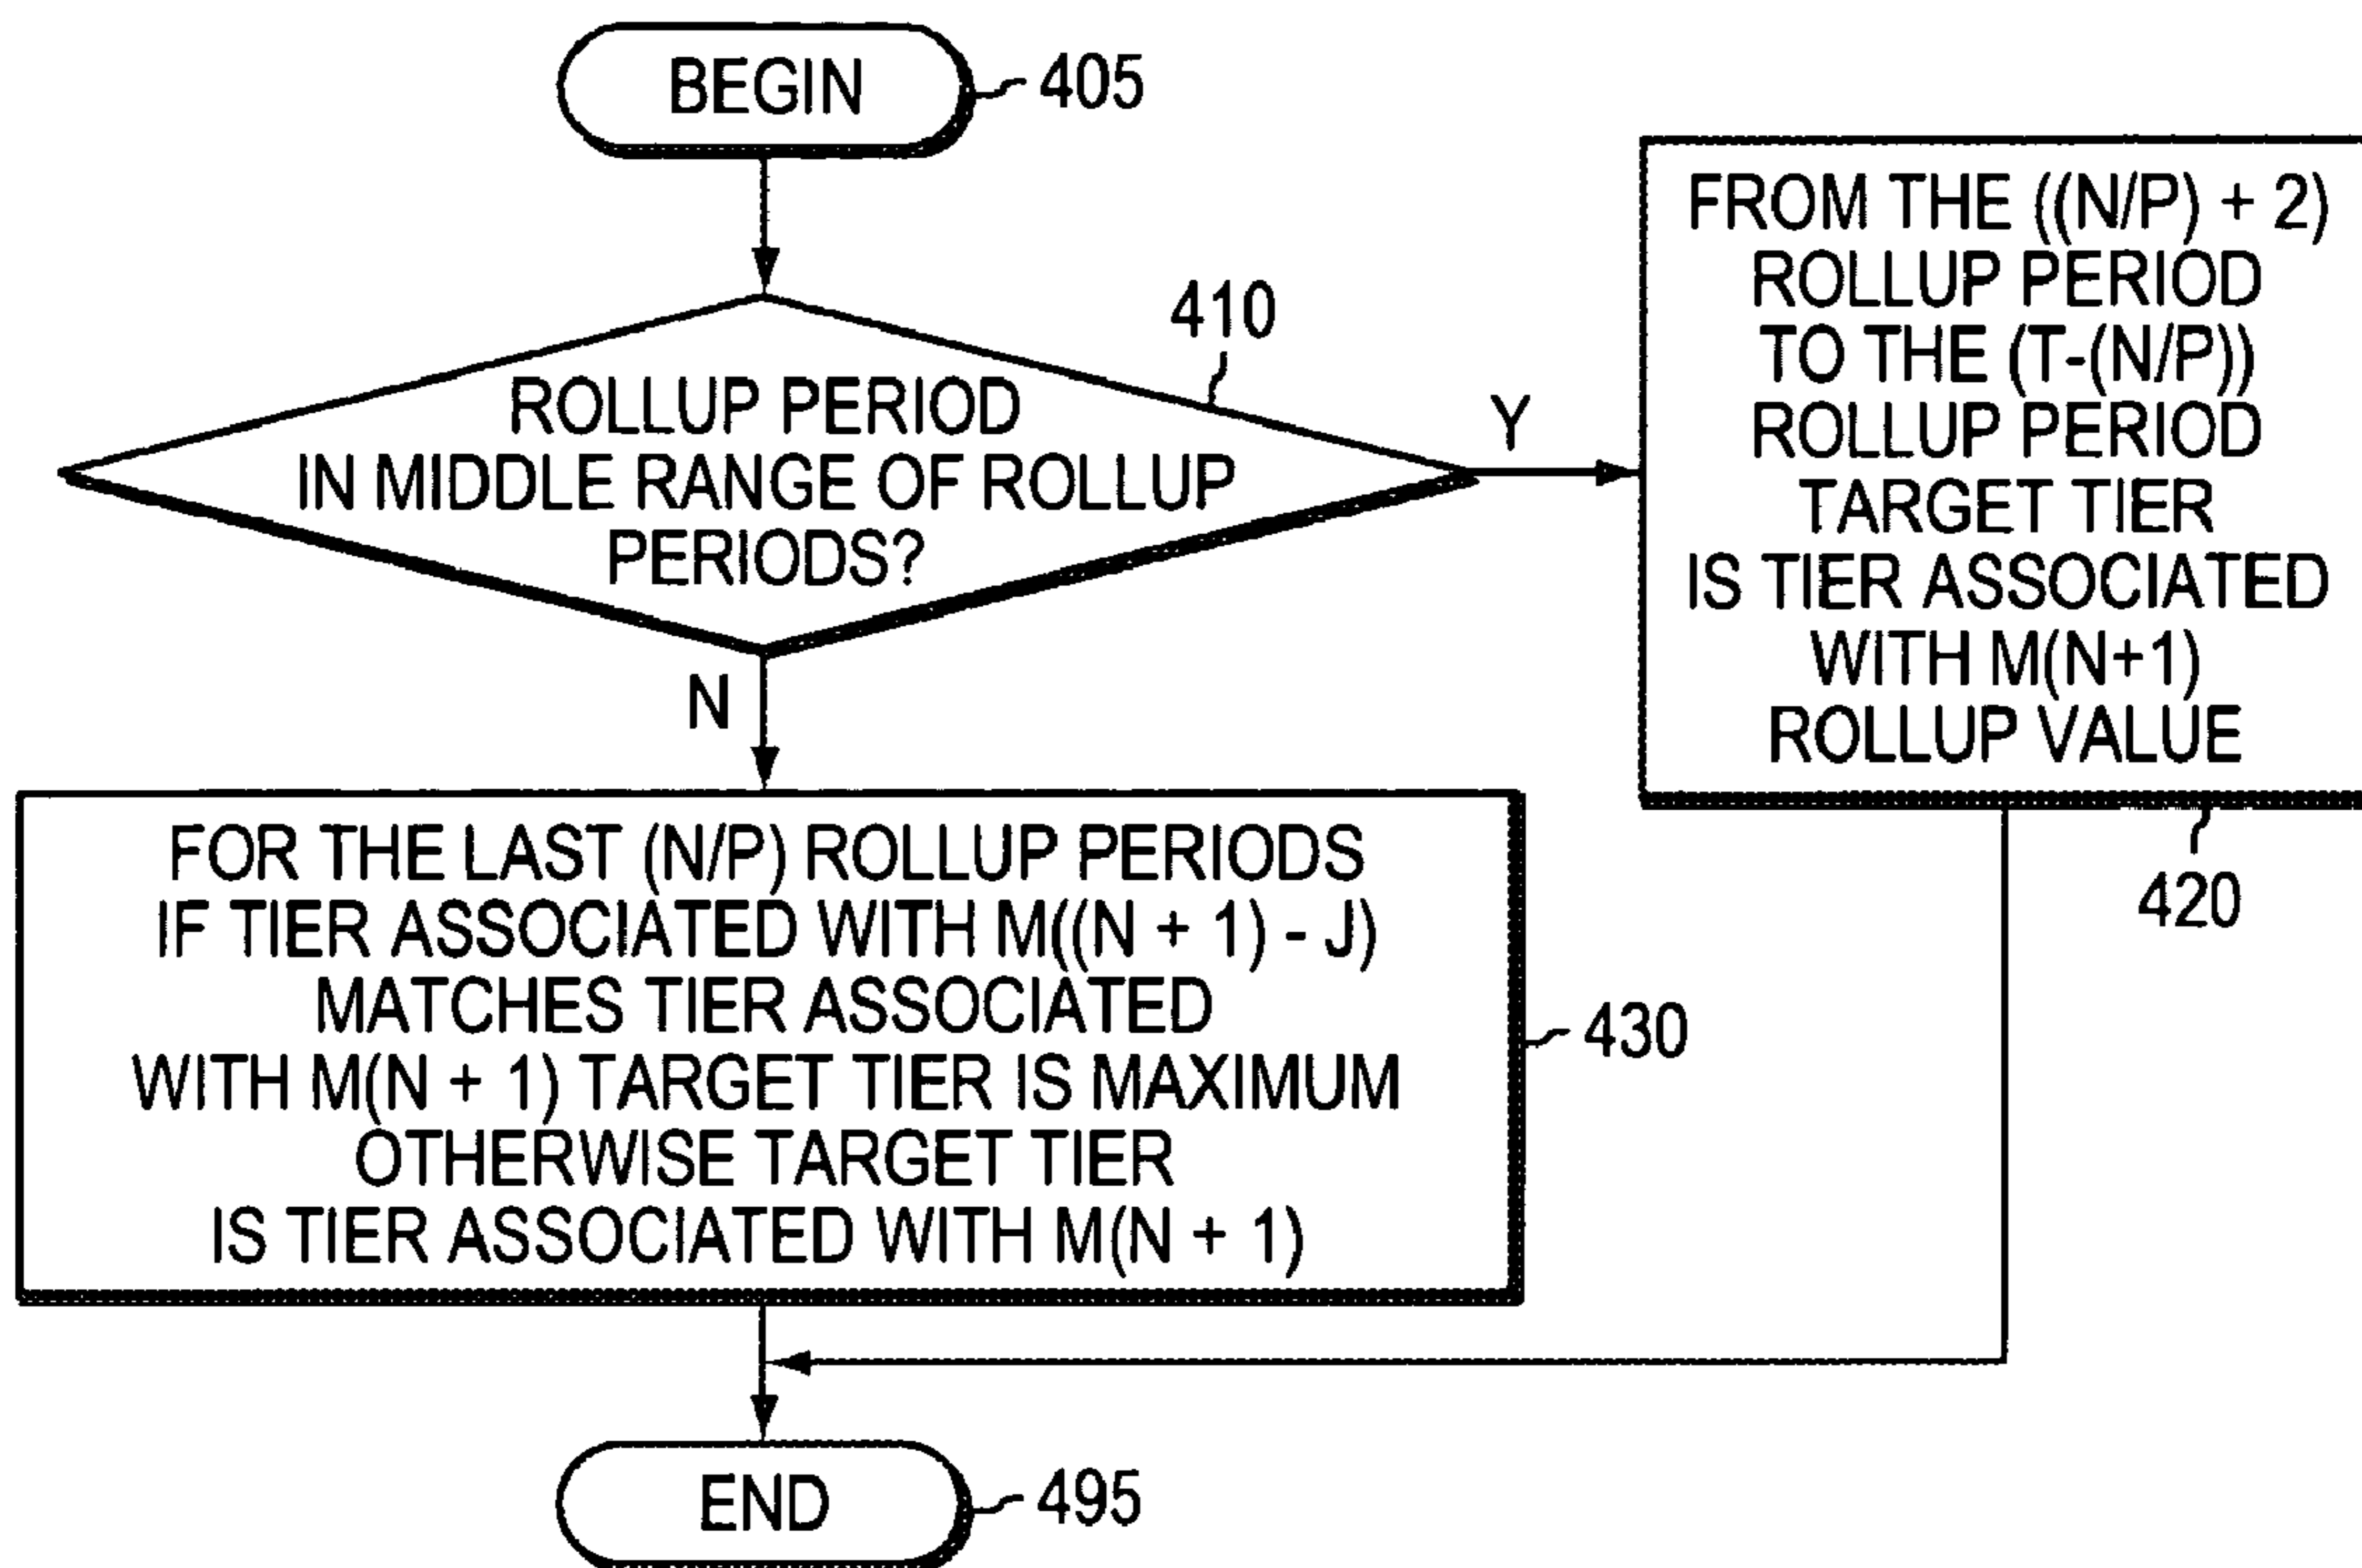 BEGIN
405
410
ROLLUP PERIOD
IN MIDDLE RANGE OF ROLLUP
PERIODS?
Y
N
FROM THE ((N/P) + 2)
ROLLUP PERIOD
TO THE (T-(N/P))
ROLLUP PERIOD
TARGET TIER
IS TIER ASSOCIATED
WITH M(N+1)
ROLLUP VALUE
420
FOR THE LAST (N/P) ROLLUP PERIODS
IF TIER ASSOCIATED WITH M((N + 1) - J)
MATCHES TIER ASSOCIATED
WITH M(N + 1) TARGET TIER IS MAXIMUM
OTHERWISE TARGET TIER
IS TIER ASSOCIATED WITH M(N + 1)
430
END
495